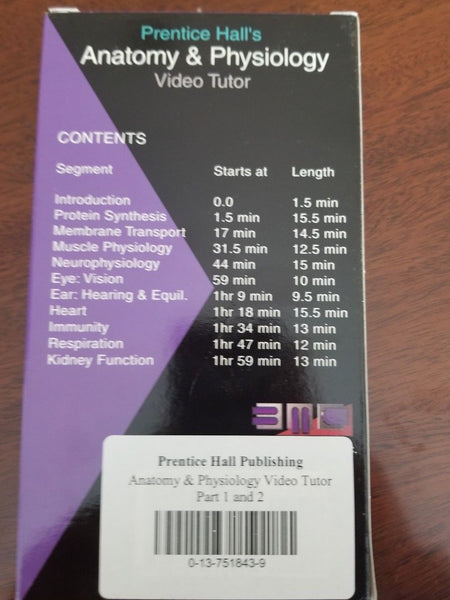 Prentice Hall's
Anatomy & Physiology
Video Tutor
CONTENTS
Segment Starts at Length
Introduction 0.0 1.5 min
Protein Synthesis 1.5 min 15.5 min
Membrane Transport 17 min 14.5 min
Muscle Physiology 31.5 min 12.5 min
Neurophysiology 44 min 15 min
Eye: Vision 59 min 10 min
Ear: Hearing & Equil. 1hr 9 min 9.5 min
Heart 1hr 18 min 15.5 min
Immunity 1hr 34 min 13 min
Respiration 1hr 47 min 12 min
Kidney Function 1hr 59 min 13 min
Prentice Hall Publishing
Anatomy & Physiology Video Tutor
Part 1 and 2
0-13-751843-9